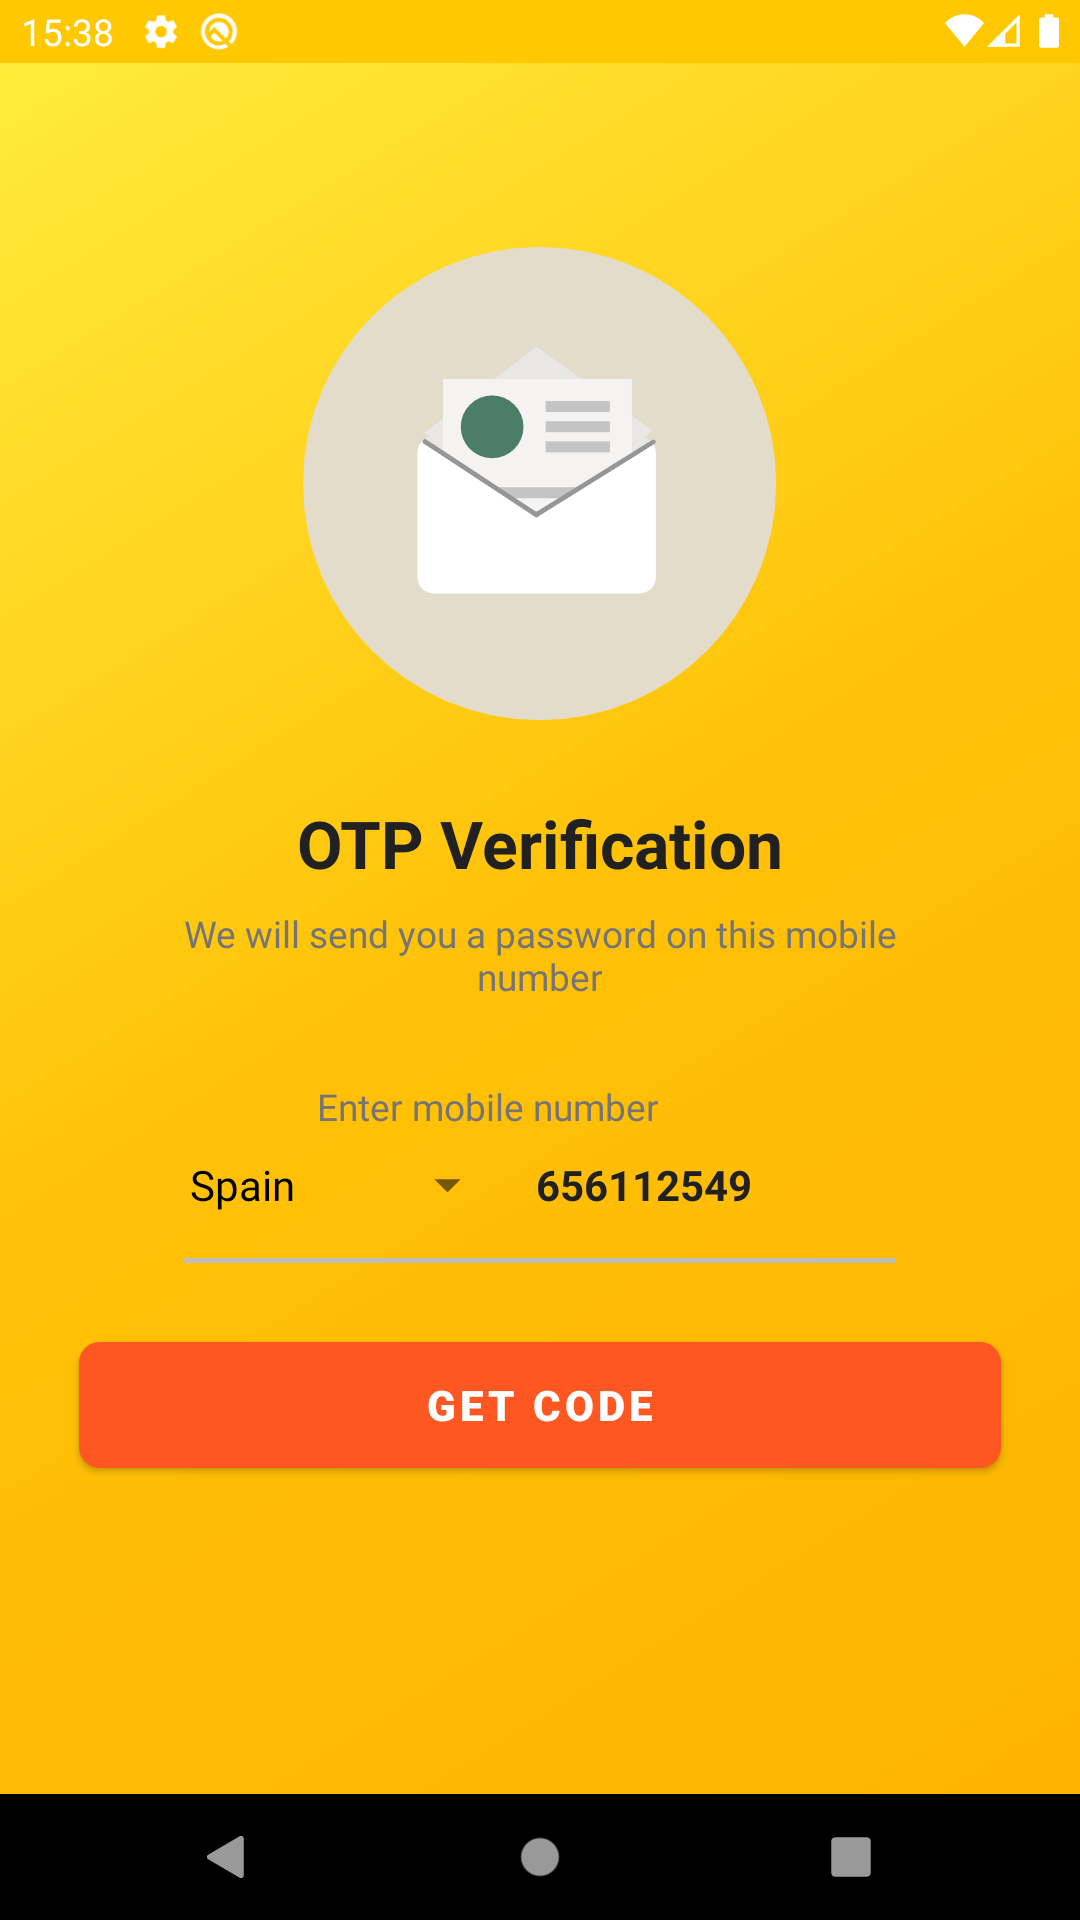 15:38
OTP Verification
We will send you a password on this mobile
number
Enter mobile number
Spain
656112549
GET CODE